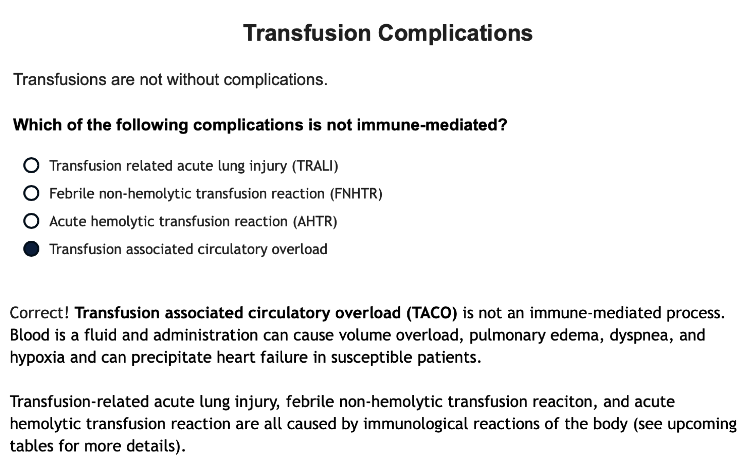 Transfusion Complications
Transfusions are not without complications.
Which of the following complications is not immune-mediated?
Transfusion related acute lung injury (TRALI)
Febrile non-hemolytic transfusion reaction (FNHTR)
Acute hemolytic transfusion reaction (AHTR)
Transfusion associated circulatory overload
Correct! Transfusion associated circulatory overload (TACO) is not an immune-mediated process.
Blood is a fluid and administration can cause volume overload, pulmonary edema, dyspnea, and
hypoxia and can precipitate heart failure in susceptible patients.
Transfusion-related acute lung injury, febrile non-hemolytic transfusion reaciton, and acute
hemolytic transfusion reaction are all caused by immunological reactions of the body (see upcoming
tables for more details).